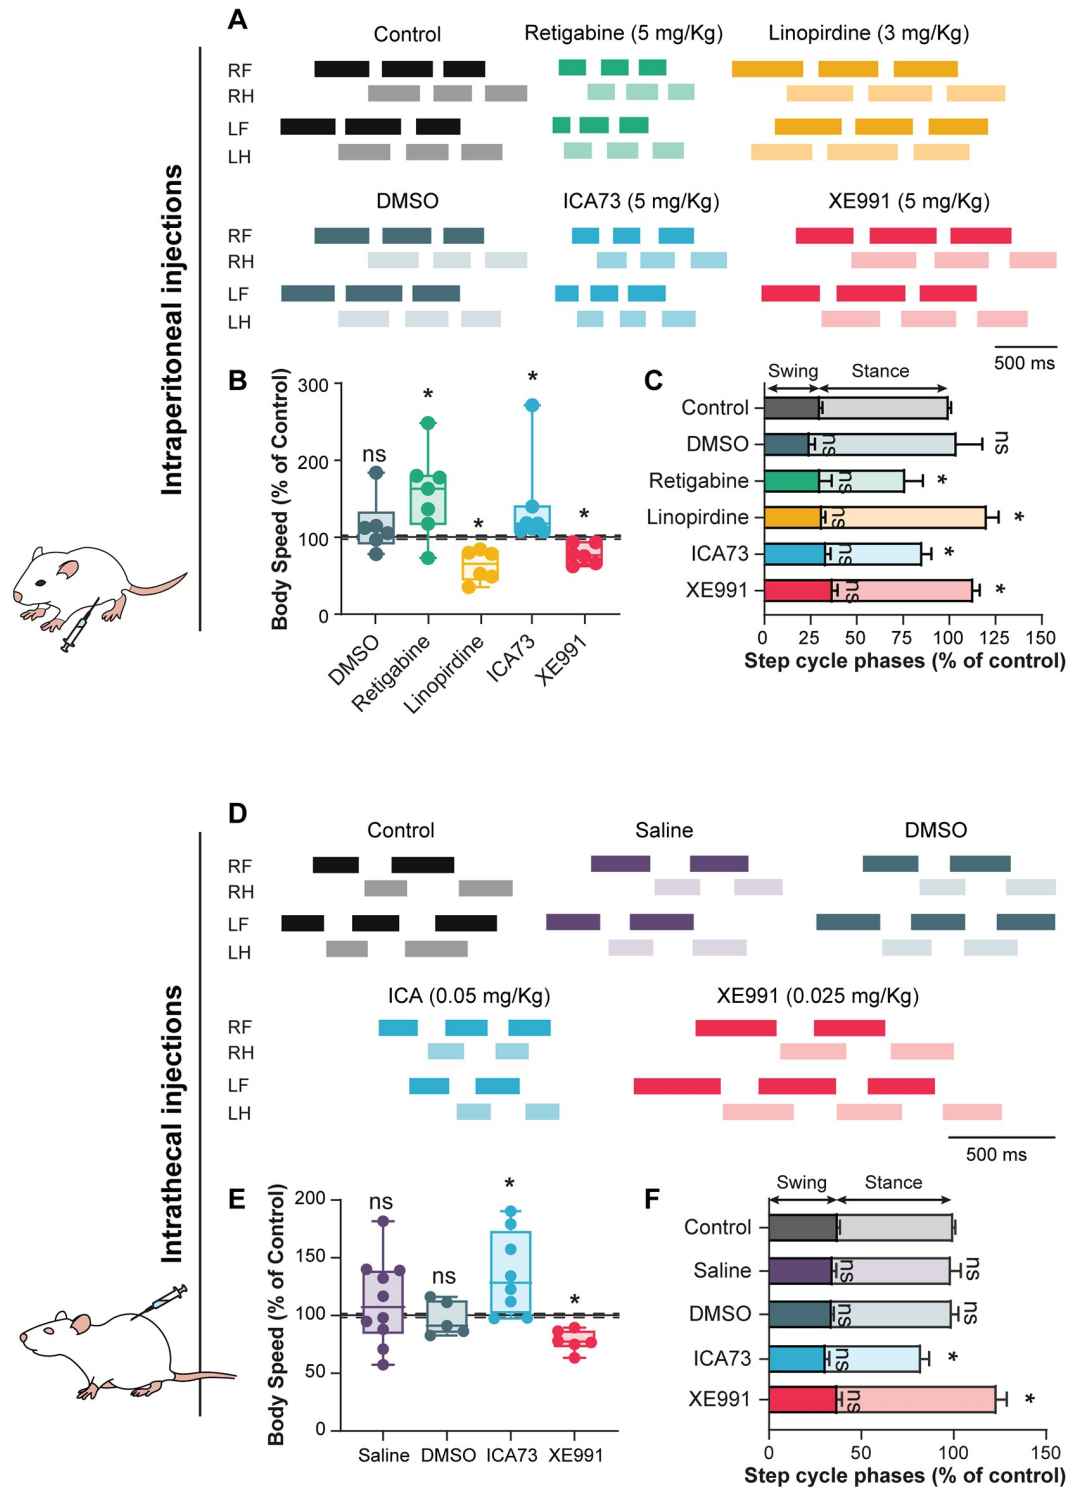 A
Control
Retigabine (5 mg/Kg)
Linopirdine (3 mg/Kg)
RF
RH
LF
LH
DMSO
ICA73 (5 mg/Kg)
XE991 (5 mg/Kg)
RF
RH
LF
LH
500 ms
Intraperitoneal injections
B
Body Speed (% of Control)
300
200
100
0
ns
*
*
*
*
DMSO
Retigabine
Linopirdine
ICA73
XE991
C
Swing
Stance
Control
DMSO
ns
ns
Retigabine
ns
*
Linopirdine
ns
*
ICA73
ns
*
XE991
ns
*
0
25
50
75
100
125
150
Step cycle phases (% of control)
D
Control
Saline
DMSO
RF
RH
LF
LH
ICA (0.05 mg/Kg)
XE991 (0.025 mg/Kg)
RF
RH
LF
LH
500 ms
Intrathecal injections
E
Body Speed (% of Control)
200
150
100
50
0
ns
ns
*
*
Saline
DMSO
ICA73
XE991
F
Swing
Stance
Control
Saline
ns
ns
DMSO
ns
ns
ICA73
ns
*
XE991
ns
*
0
50
100
150
Step cycle phases (% of control)